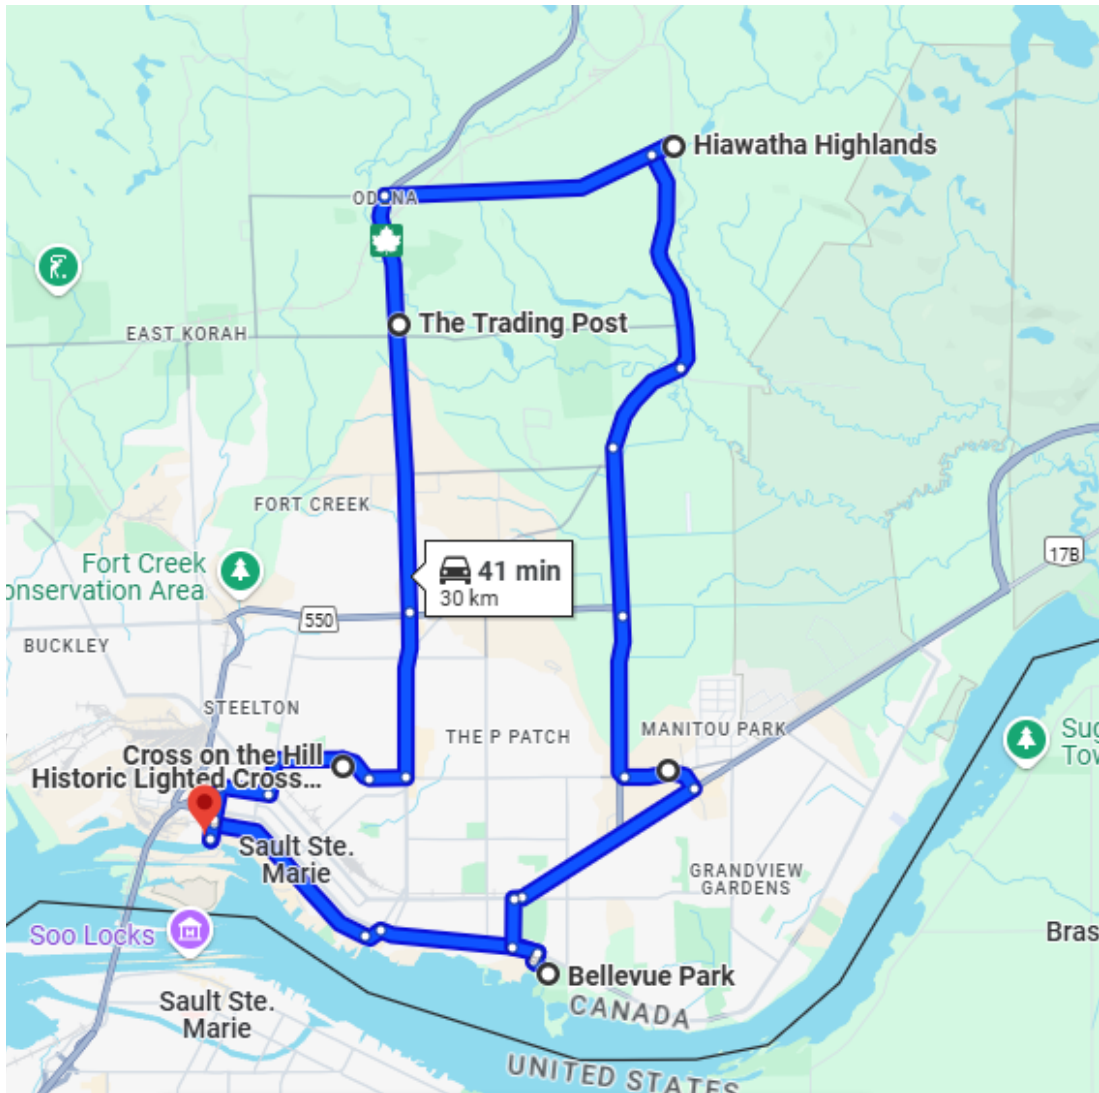 Hiawatha Highlands
ODENA
The Trading Post
EAST KORAH
FORT CREEK
17B
Fort Creek
onservation Area
41 min
30 km
550
BUCKLEY
STEELTON
MANITOU PARK
THE P PATCH
Sug
Tow
Cross on the Hill
Historic Lighted Cross...
Sault Ste.
Marie
GRANDVIEW
GARDENS
Soo Locks
Bras
Bellevue Park
Sault Ste.
Marie
CANADA
UNITED STATES